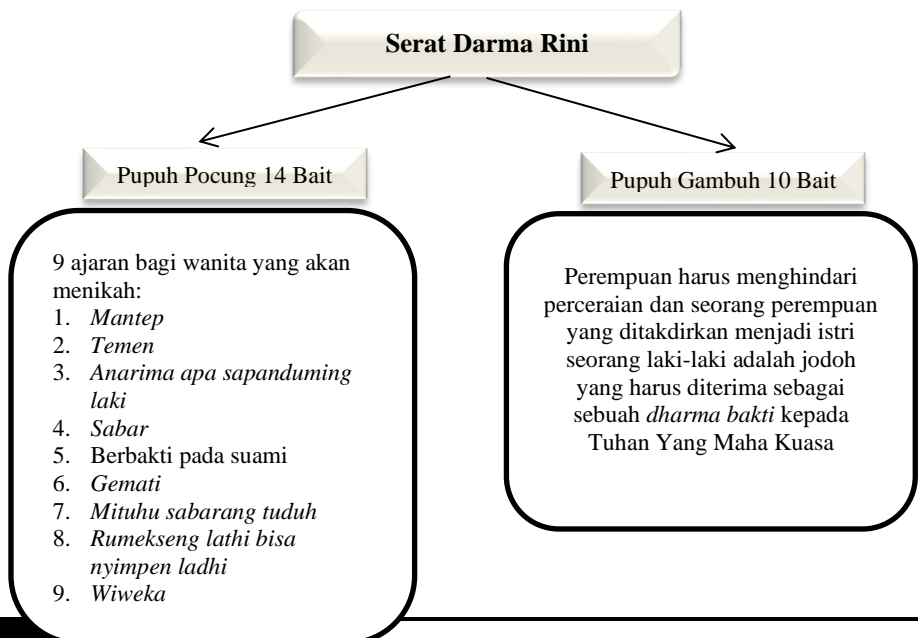 Serat Darma Rini
Pupuh Pocung 14 Bait
Pupuh Gambuh 10 Bait
9 ajaran bagi wanita yang akan
menikah:
1. Mantep
2. Temen
3. Anarima apa sapanduming
laki
4. Sabar
5. Berbakti pada suami
6. Gemati
7. Mituhu sabarang tuduh
8. Rumekseng lathi bisa
nyimpen ladhi
9. Wiweka
Perempuan harus menghindari
perceraian dan seorang perempuan
yang ditakdirkan menjadi istri
seorang laki-laki adalah jodoh
yang harus diterima sebagai
sebuah dharma bakti kepada
Tuhan Yang Maha Kuasa